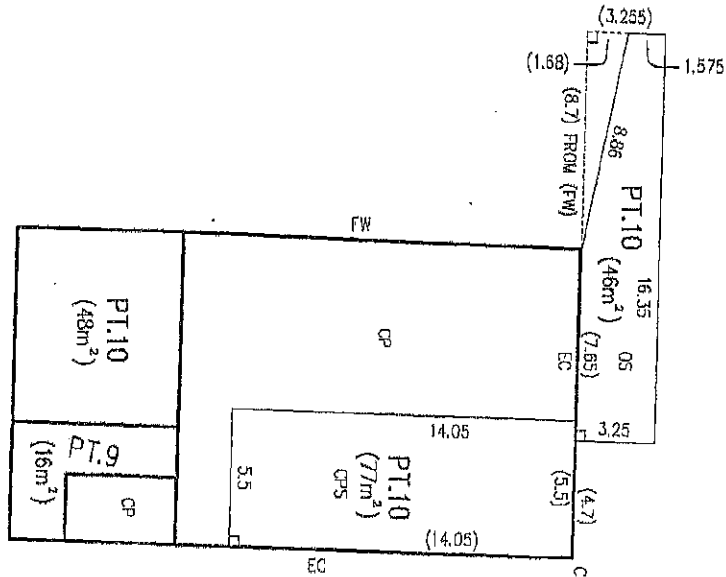 (3.255)
(1.68)
1.575
(8.7) FROM (FW)
8.86
PT.10
(46m²)
16.35
OS
FW
CP
EC
(7.65)
3.25
PT.10
(48m²)
14.05
PT.10
(77m²)
CPS
5.5
(5.5)
(4.7)
PT.9
(16m²)
CP
(14.05)
EC
C